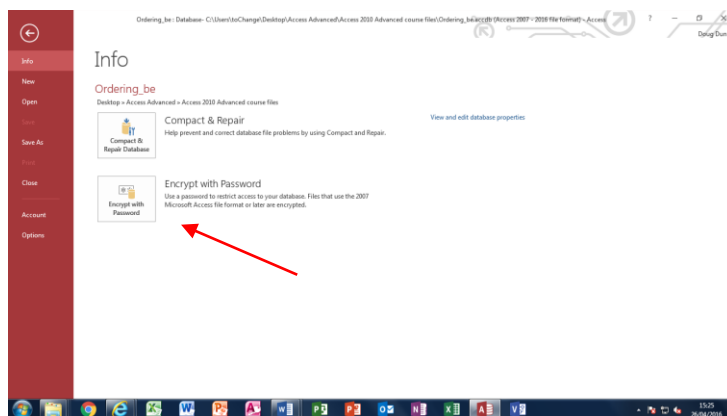 Ordering_be : Database- C:\Users\toChange\Desktop\Access Advanced\Access 2010 Advanced course files\Ordering_be.accdb (Access 2007 - 2016 file format) - Access
?
Doug Dun
Info
New
Open
Save
Save As
Print
Close
Account
Options
Info
Ordering_be
Desktop » Access Advanced » Access 2010 Advanced course files
Compact &
Repair Database
Compact & Repair
Help prevent and correct database file problems by using Compact and Repair.
View and edit database properties
Encrypt with
Password
Encrypt with Password
Use a password to restrict access to your database. Files that use the 2007
Microsoft Access file format or later are encrypted.
15:25
26/04/2016